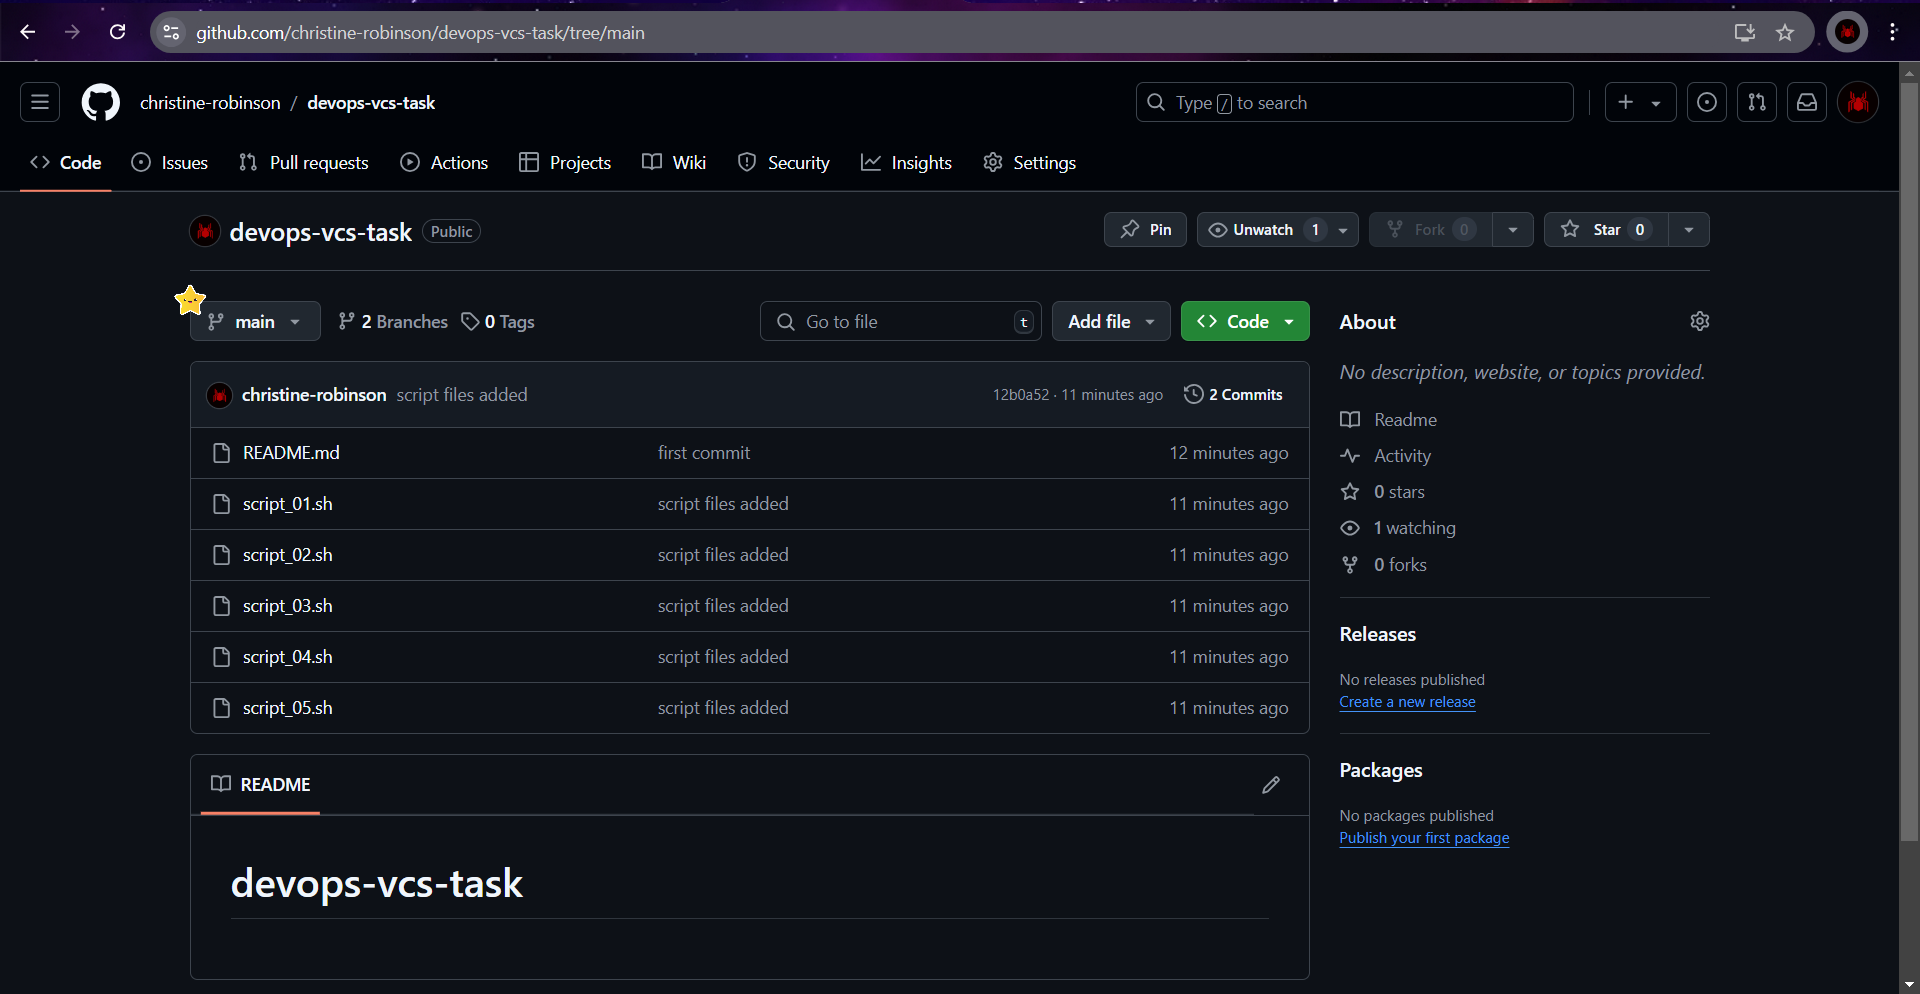 github.com/christine-robinson/devops-vcs-task/tree/main
christine-robinson / devops-vcs-task
Type / to search
Code Issues Pull requests Actions Projects Wiki Security Insights Settings
devops-vcs-task Public
Pin Unwatch 1 Fork 0 Star 0
main 2 Branches 0 Tags Go to file t Add file Code
christine-robinson script files added 12b0a52 · 11 minutes ago 2 Commits
README.md first commit 12 minutes ago
script_01.sh script files added 11 minutes ago
script_02.sh script files added 11 minutes ago
script_03.sh script files added 11 minutes ago
script_04.sh script files added 11 minutes ago
script_05.sh script files added 11 minutes ago
README
devops-vcs-task
About
No description, website, or topics provided.
Readme
Activity
0 stars
1 watching
0 forks
Releases
No releases published
Create a new release
Packages
No packages published
Publish your first package